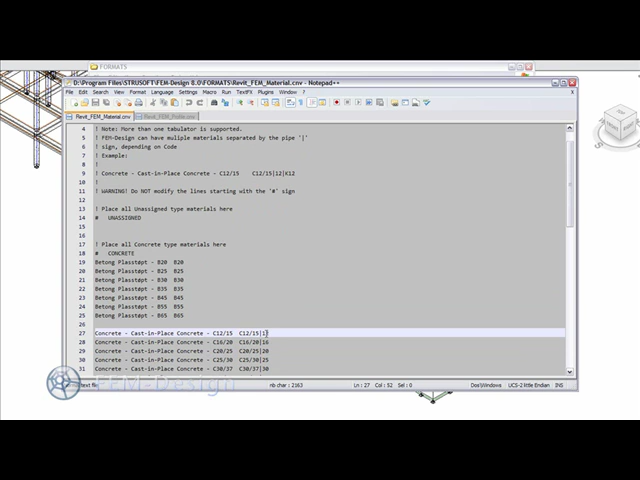 FORMATS
D:\Program Files\STRUSOFT\FEM-Design 8.0\FORMATS\Revit_FEM_Material.cnv - Notepad++
File Edit Search View Format Language Settings Macro Run TextFX Plugins Window ?
Revit_FEM_Material.cnv Revit_FEM_Profile.cnv
4 ! Note: More than one tabulator is supported.
5 ! FEM-Design can have muliple materials separated by the pipe '|'
6 ! sign, depending on Code
7 ! Example:
8 !
9 ! Concrete - Cast-in-Place Concrete - C12/15 C12/15|12|K12
10 !
11 ! WARNING! Do NOT modify the lines starting with the '#' sign
12
13 ! Place all Unassigned type materials here
14 # UNASSIGNED
15
16
17 ! Place all Concrete type materials here
18 # CONCRETE
19 Betong Plasstøpt - B20 B20
20 Betong Plasstøpt - B25 B25
21 Betong Plasstøpt - B30 B30
22 Betong Plasstøpt - B35 B35
23 Betong Plasstøpt - B45 B45
24 Betong Plasstøpt - B55 B55
25 Betong Plasstøpt - B65 B65
26
27 Concrete - Cast-in-Place Concrete - C12/15 C12/15|12
28 Concrete - Cast-in-Place Concrete - C16/20 C16/20|16
29 Concrete - Cast-in-Place Concrete - C20/25 C20/25|20
30 Concrete - Cast-in-Place Concrete - C25/30 C25/30|25
31 Concrete - Cast-in-Place Concrete - C30/37 C30/37|30
FEM-Design
text file nb char : 2163 Ln : 27 Col : 52 Sel : 0 Dos\Windows UCS-2 little Endian INS